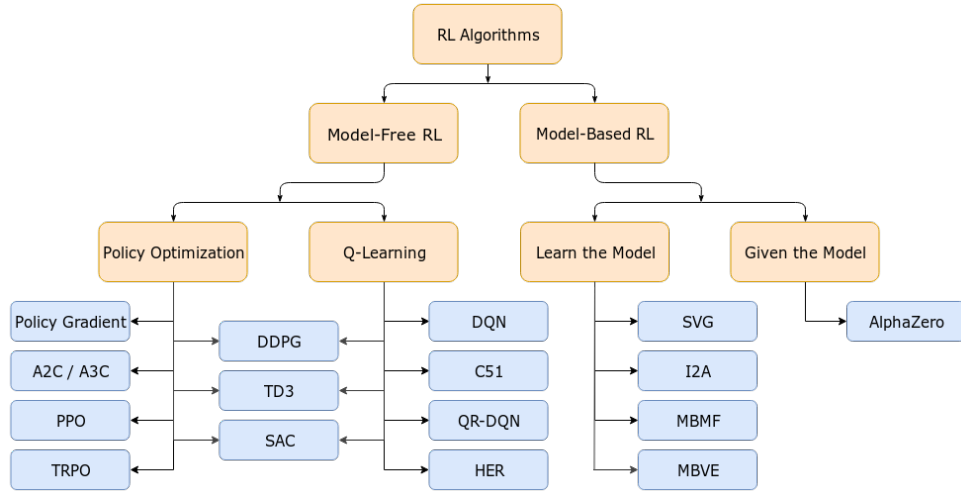 RL Algorithms
Model-Free RL
Model-Based RL
Policy Optimization
Q-Learning
Learn the Model
Given the Model
Policy Gradient
A2C / A3C
PPO
TRPO
DDPG
TD3
SAC
DQN
C51
QR-DQN
HER
SVG
I2A
MBMF
MBVE
AlphaZero